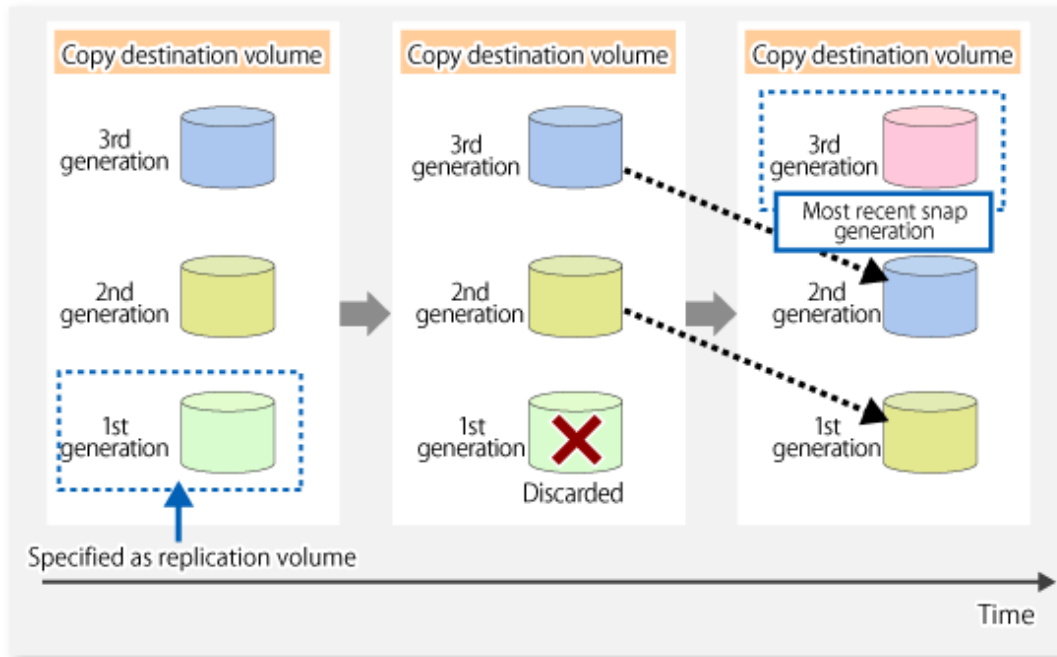 Copy destination volume
3rd
generation
2nd
generation
1st
generation
Specified as replication volume
Copy destination volume
3rd
generation
2nd
generation
1st
generation
Discarded
Copy destination volume
3rd
generation
Most recent snap
generation
2nd
generation
1st
generation
Time